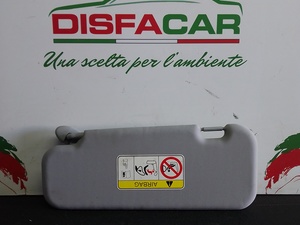 DISFACAR
Una scelta per l'ambiente
AIRBAG